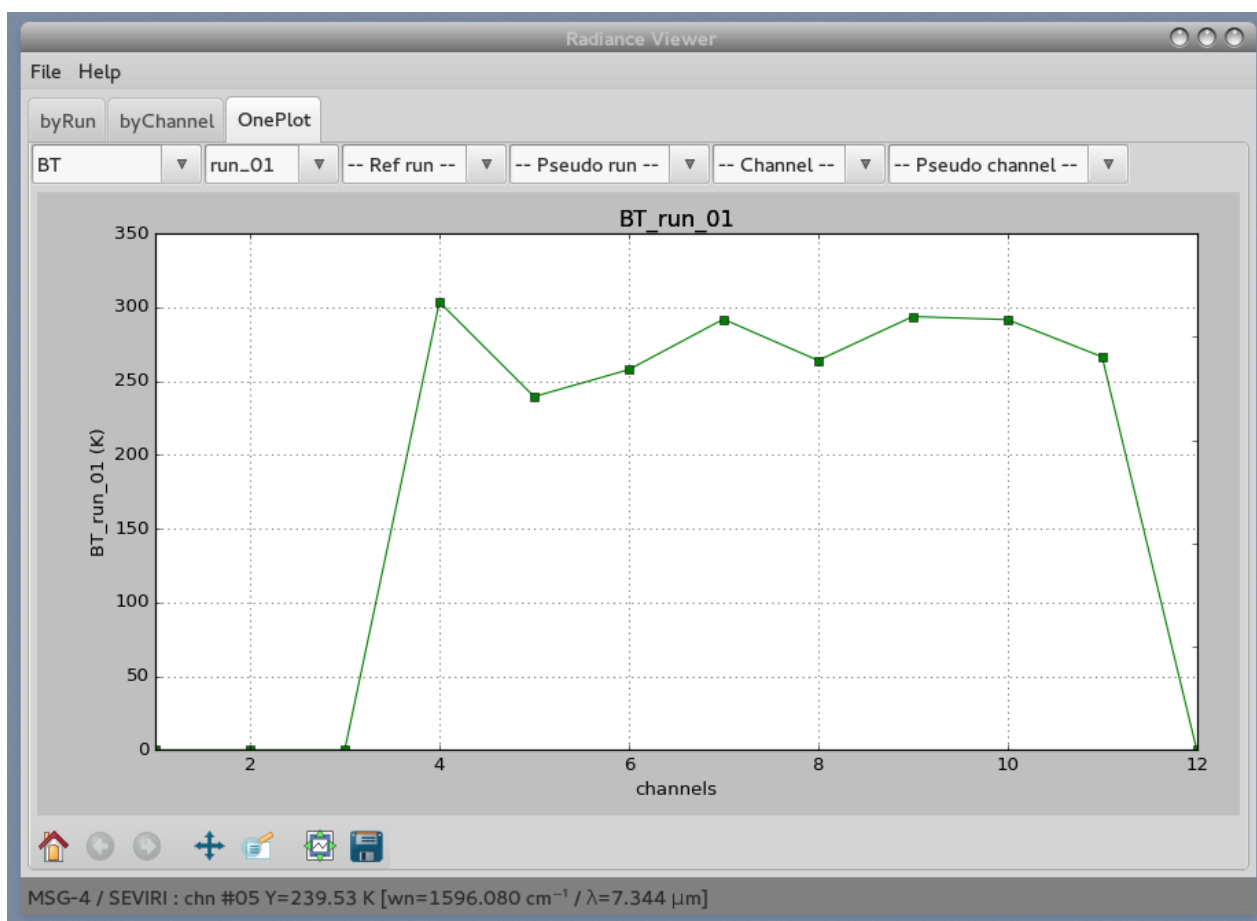 Radiance Viewer
File Help
byRun byChannel OnePlot
BT run_01 -- Ref run -- -- Pseudo run -- -- Channel -- -- Pseudo channel --
BT_run_01
350
300
250
200
150
100
50
0
BT_run_01 (K)
2 4 6 8 10 12
channels
MSG-4 / SEVIRI : chn #05 Y=239.53 K [wn=1596.080 cm⁻¹ / λ=7.344 µm]